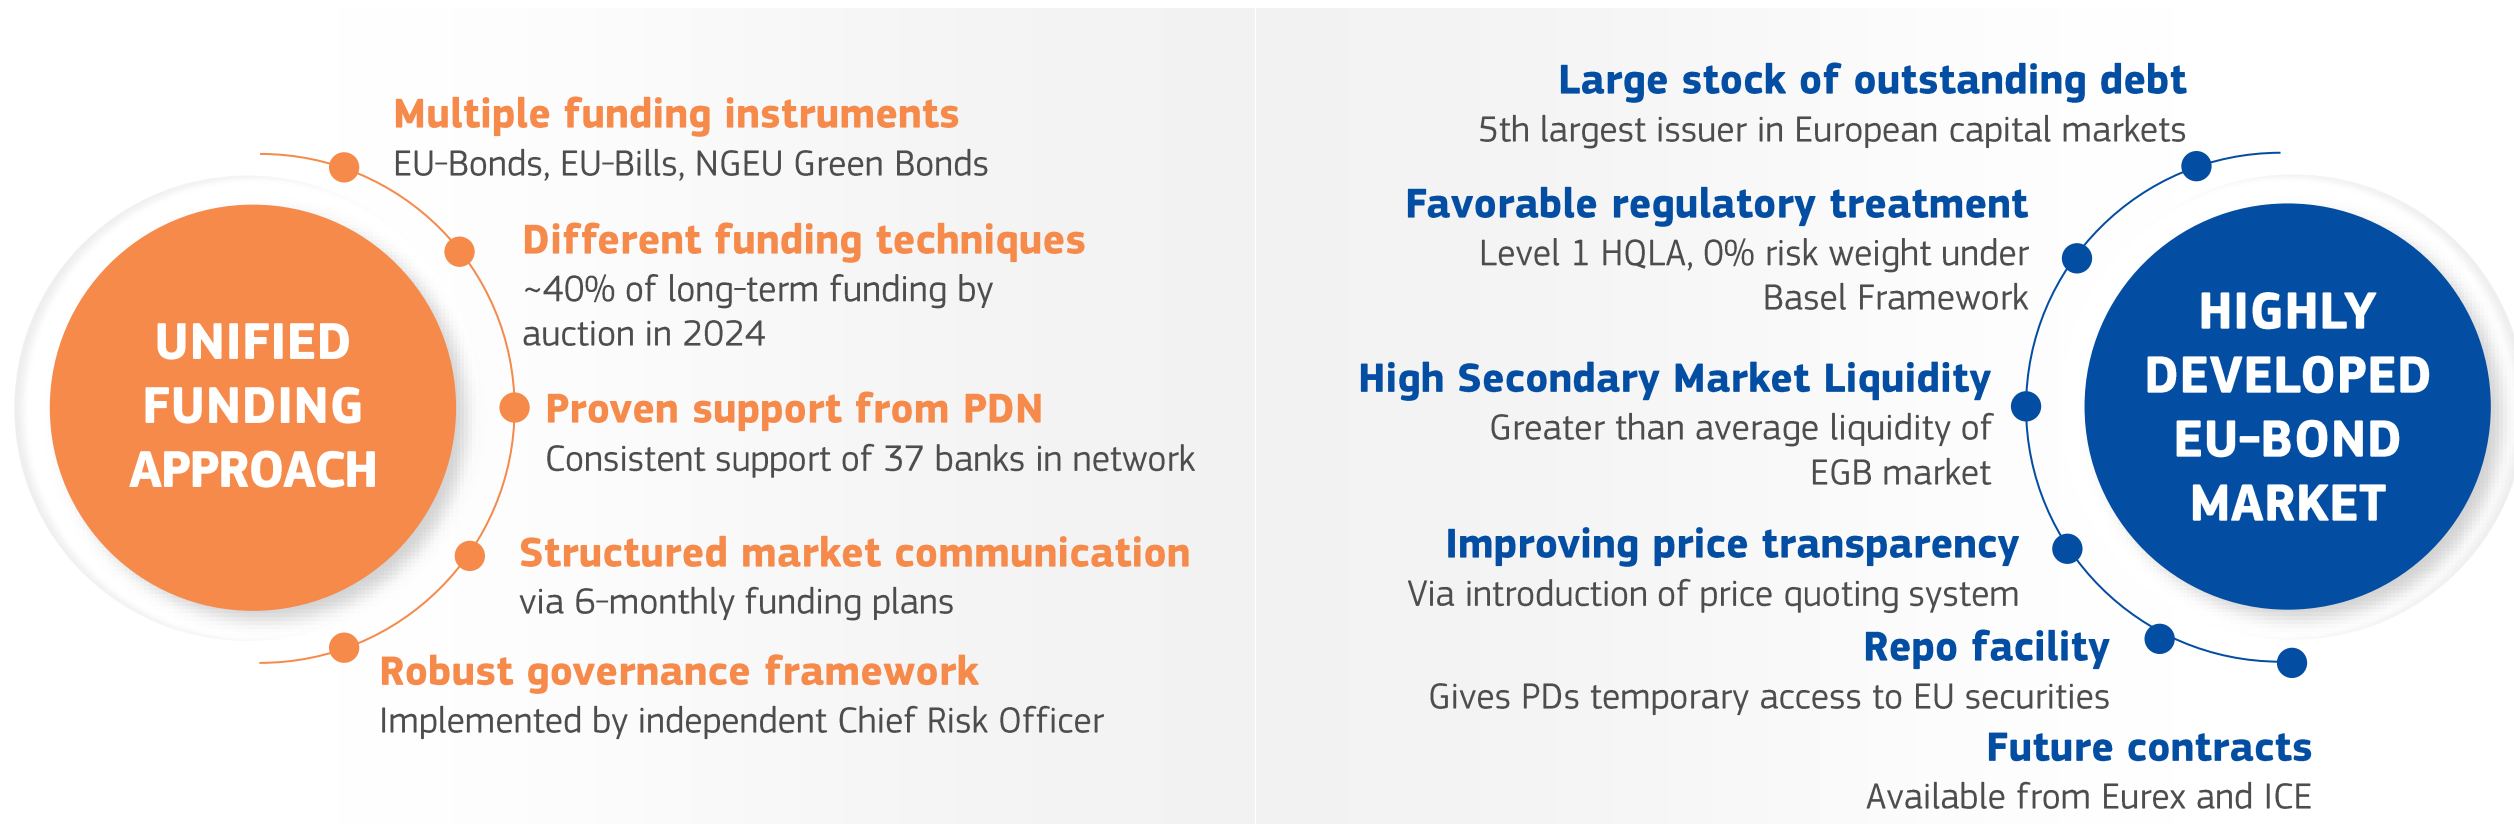 UNIFIED
FUNDING
APPROACH
Multiple funding instruments
EU-Bonds, EU-Bills, NGEU Green Bonds
Different funding techniques
~40% of long-term funding by
auction in 2024
Proven support from PDN
Consistent support of 37 banks in network
Structured market communication
via 6-monthly funding plans
Robust governance framework
Implemented by independent Chief Risk Officer
Large stock of outstanding debt
5th largest issuer in European capital markets
Favorable regulatory treatment
Level 1 HQLA, 0% risk weight under
Basel Framework
High Secondary Market Liquidity
Greater than average liquidity of
EGB market
Improving price transparency
Via introduction of price quoting system
Repo facility
Gives PDs temporary access to EU securities
Future contracts
Available from Eurex and ICE
HIGHLY
DEVELOPED
EU-BOND
MARKET